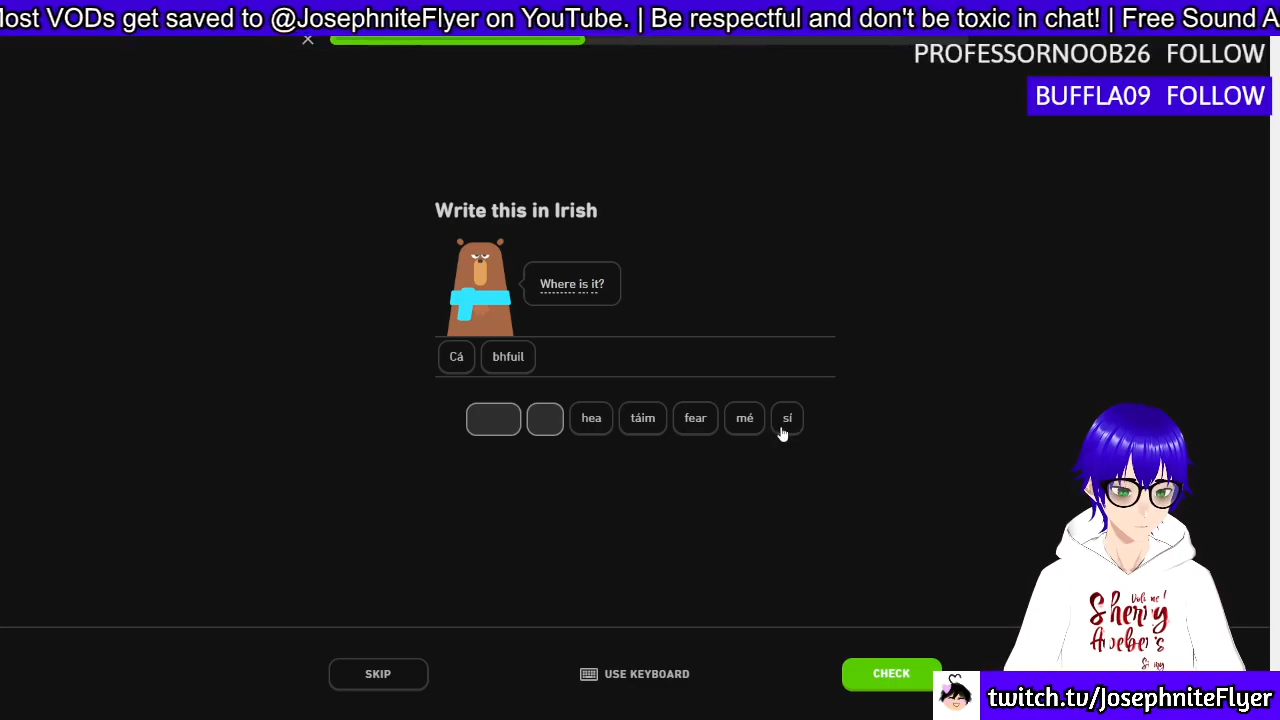 Most VODs get saved to @JosephniteFlyer on YouTube. | Be respectful and don't be toxic in chat! | Free Sound A
PROFESSORNOOB26 FOLLOW
BUFFLA09 FOLLOW
Write this in Irish
Where is it?
Cá bhfuil
hea táim fear mé sí
Sherry
SKIP USE KEYBOARD CHECK
twitch.tv/JosephniteFlyer